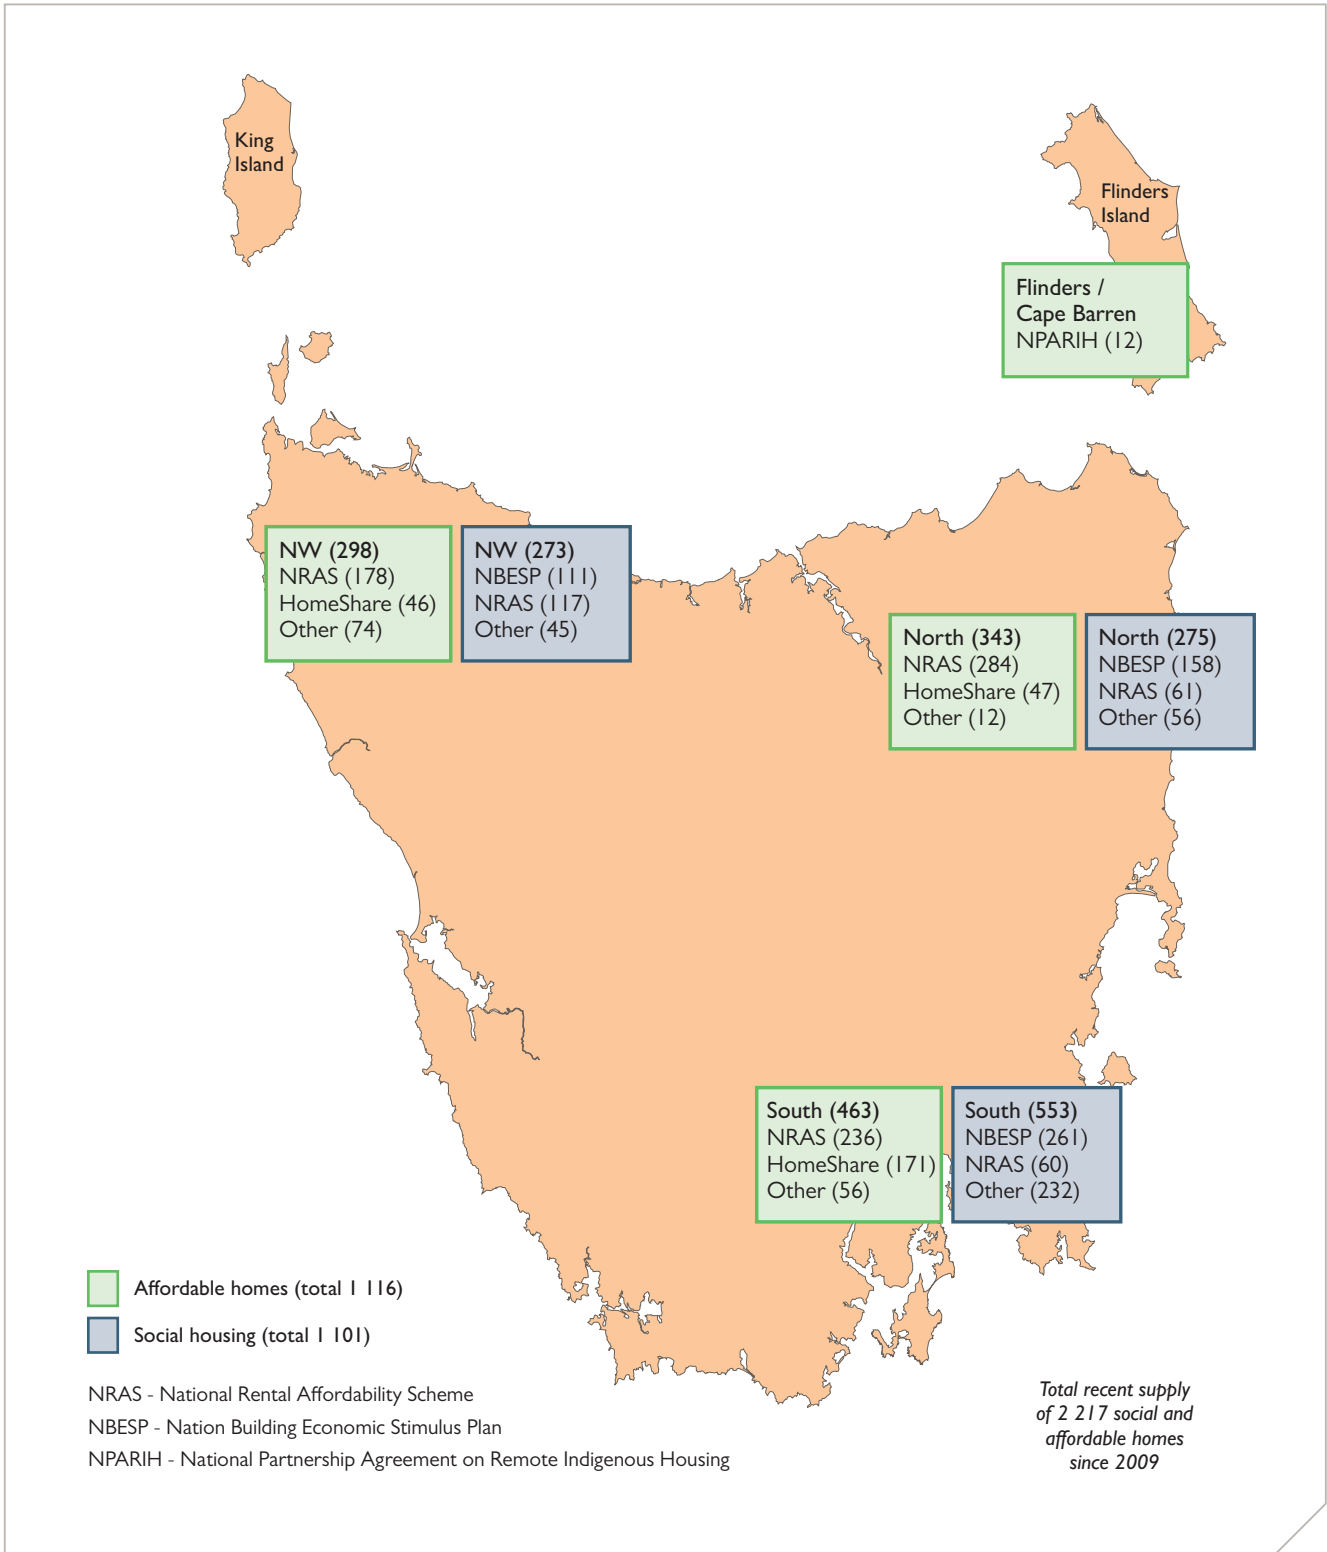 King
Island
Flinders
Island
Flinders /
Cape Barren
NPARIH (12)
NW (298)
NRAS (178)
HomeShare (46)
Other (74)
NW (273)
NBESP (111)
NRAS (117)
Other (45)
North (343)
NRAS (284)
HomeShare (47)
Other (12)
North (275)
NBESP (158)
NRAS (61)
Other (56)
South (463)
NRAS (236)
HomeShare (171)
Other (56)
South (553)
NBESP (261)
NRAS (60)
Other (232)
Affordable homes (total 1 116)
Social housing (total 1 101)
NRAS - National Rental Affordability Scheme
NBESP - Nation Building Economic Stimulus Plan
NPARIH - National Partnership Agreement on Remote Indigenous Housing
Total recent supply
of 2 217 social and
affordable homes
since 2009